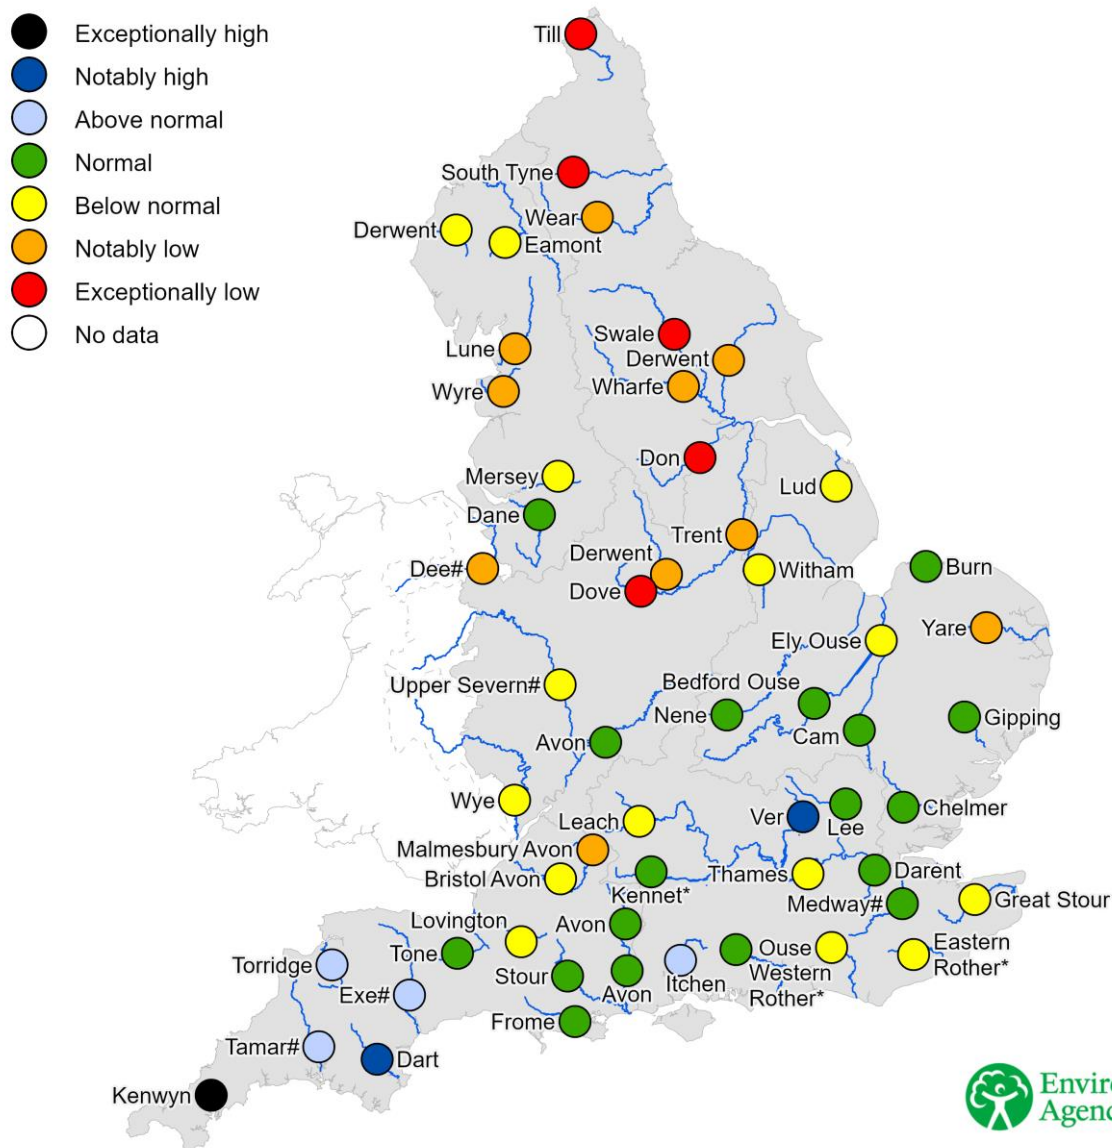 Exceptionally high
Notably high
Above normal
Normal
Below normal
Notably low
Exceptionally low
No data
Till
South Tyne
Wear
Derwent
Eamont
Swale
Lune
Derwent
Wyre
Wharfe
Don
Mersey
Lud
Dane
Trent
Derwent
Dee#
Witham
Burn
Dove
Yare
Ely Ouse
Upper Severn#
Bedford Ouse
Nene
Gipping
Cam
Avon
Wye
Leach
Ver
Lee
Chelmer
Malmesbury Avon
Bristol Avon
Kennet*
Thames
Darent
Medway#
Great Stour
Lovington
Avon
Tone
Ouse
Eastern
Rother*
Torridge
Stour
Avon
Itchen
Western
Rother*
Exe#
Frome
Tamar#
Dart
Kenwyn
Enviro
Agenc